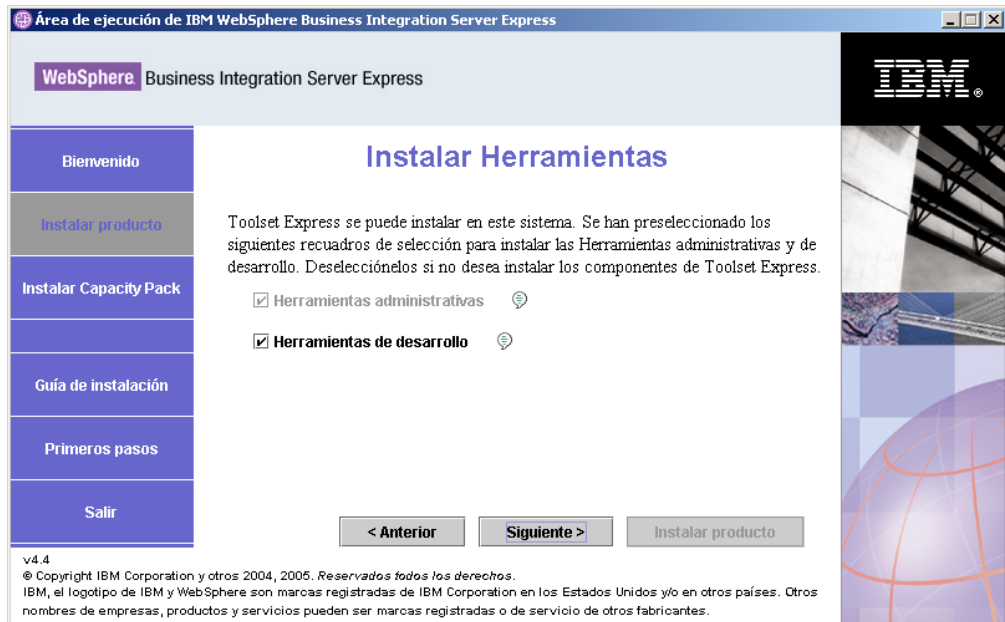 Área de ejecución de IBM WebSphere Business Integration Server Express
WebSphere. Business Integration Server Express
IBM®
Bienvenido
Instalar producto
Instalar Capacity Pack
Guía de instalación
Primeros pasos
Salir
Instalar Herramientas
Toolset Express se puede instalar en este sistema. Se han preseleccionado los
siguientes recuadros de selección para instalar las Herramientas administrativas y de
desarrollo. Deselecciónelos si no desea instalar los componentes de Toolset Express.
Herramientas administrativas
Herramientas de desarrollo
< Anterior
Siguiente >
Instalar producto
v4.4
© Copyright IBM Corporation y otros 2004, 2005. Reservados todos los derechos.
IBM, el logotipo de IBM y WebSphere son marcas registradas de IBM Corporation en los Estados Unidos y/o en otros países. Otros
nombres de empresas, productos y servicios pueden ser marcas registradas o de servicio de otros fabricantes.